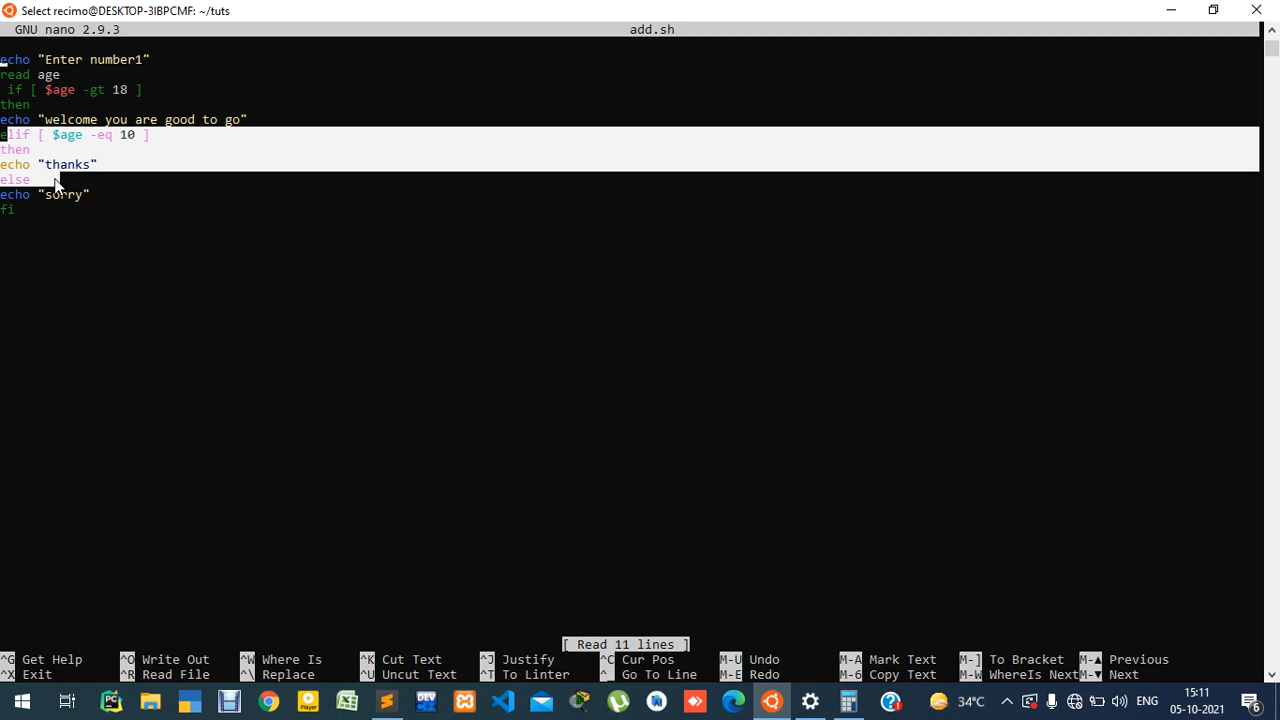 Select recimo@DESKTOP-3IBPCMF: ~/tuts
GNU nano 2.9.3 add.sh
echo "Enter number1"
read age
if [ $age -gt 18 ]
then
echo "welcome you are good to go"
elif [ $age -eq 10 ]
then
echo "thanks"
else
echo "sorry"
fi
[ Read 11 lines ]
^G Get Help ^O Write Out ^W Where Is ^K Cut Text ^J Justify ^C Cur Pos M-U Undo M-A Mark Text M-] To Bracket M-▲ Previous
^X Exit ^R Read File ^\ Replace ^U Uncut Text ^T To Linter ^_ Go To Line M-E Redo M-6 Copy Text M-W WhereIs Next M-▼ Next
34°C ENG 15:11
05-10-2021 6